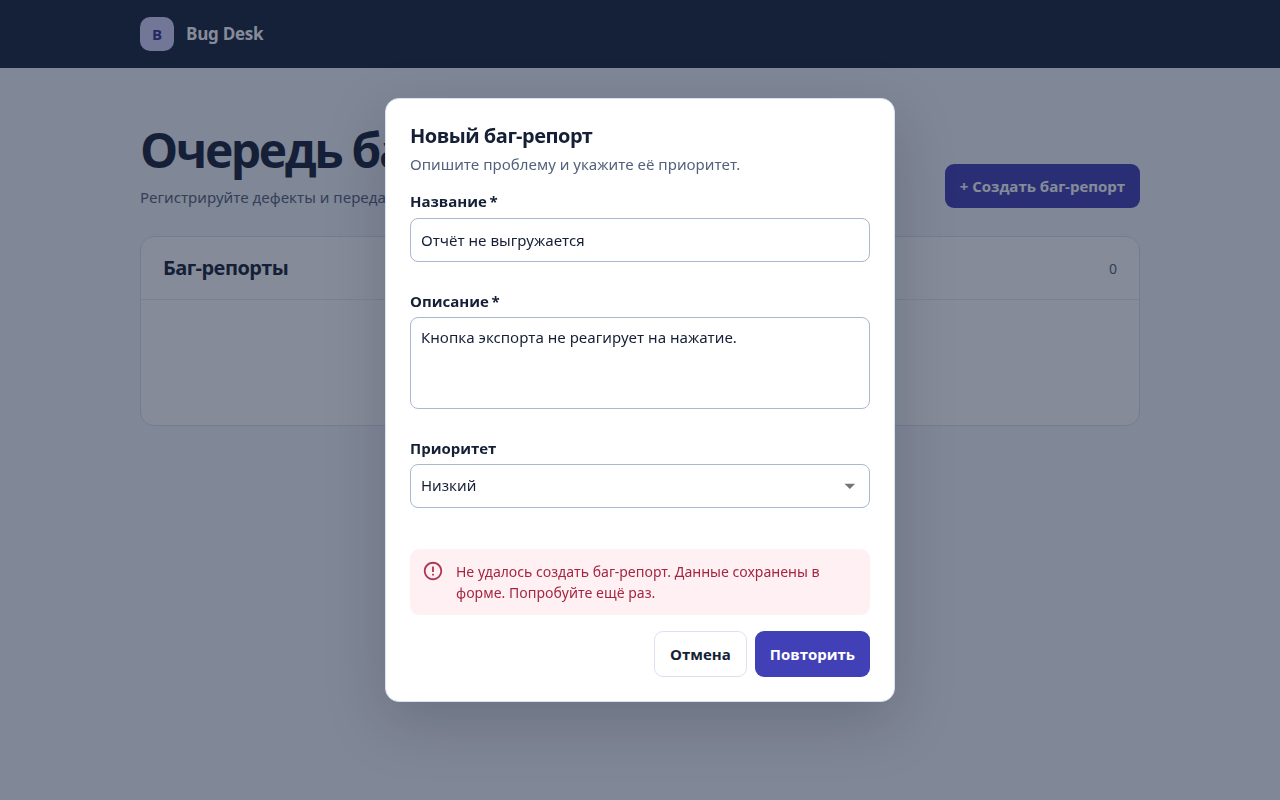 B
Bug Desk
Очередь ба
Регистрируйте дефекты и переда
+ Создать баг-репорт
Баг-репорты
0
Новый баг-репорт
Опишите проблему и укажите её приоритет.
Название *
Отчёт не выгружается
Описание *
Кнопка экспорта не реагирует на нажатие.
Приоритет
Низкий
Не удалось создать баг-репорт. Данные сохранены в
форме. Попробуйте ещё раз.
Отмена
Повторить